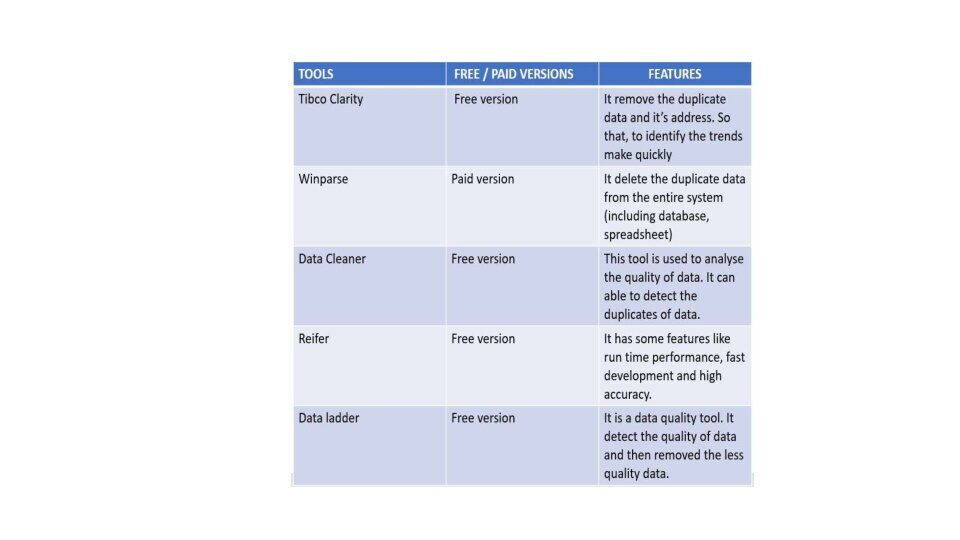 TOOLS FREE / PAID VERSIONS FEATURES
Tibco Clarity Free version It remove the duplicate
data and it's address. So
that, to identify the trends
make quickly
Winparse Paid version It delete the duplicate data
from the entire system
(including database,
spreadsheet)
Data Cleaner Free version This tool is used to analyse
the quality of data. It can
able to detect the
duplicates of data.
Reifer Free version It has some features like
run time performance, fast
development and high
accuracy.
Data ladder Free version It is a data quality tool. It
detect the quality of data
and then removed the less
quality data.